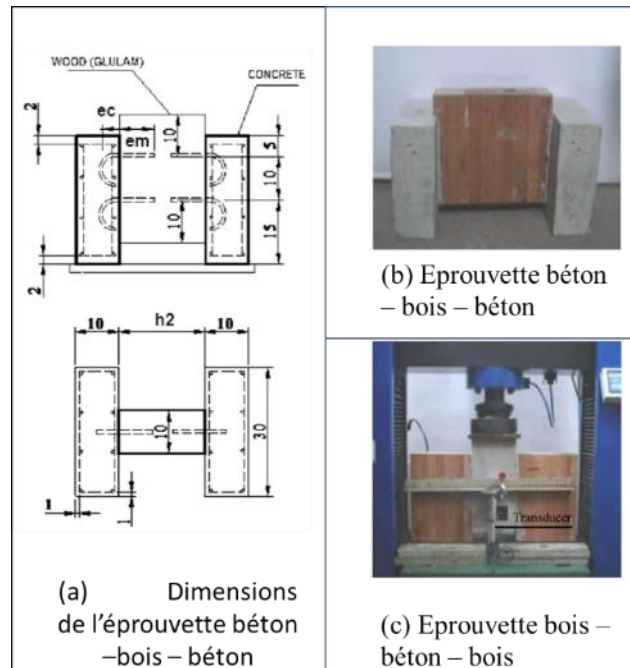 WOOD (GLULAM)
CONCRETE
2
ec
em
10
5
10
10
15
2
10
h2
10
10
30
1
1
(a) Dimensions
de l'éprouvette béton
–bois – béton
(b) Eprouvette béton
– bois – béton
Transducer
(c) Eprouvette bois –
béton – bois